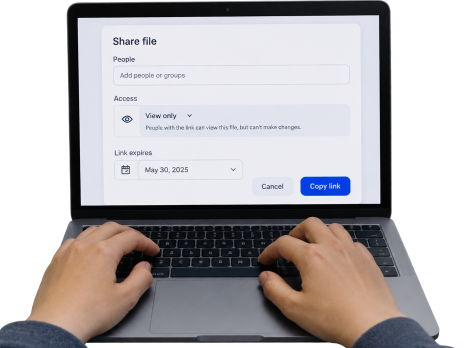 Share file
People
Add people or groups
Access
View only
People with the link can view this file, but can't make changes.
Link expires
May 30, 2025
Cancel
Copy link